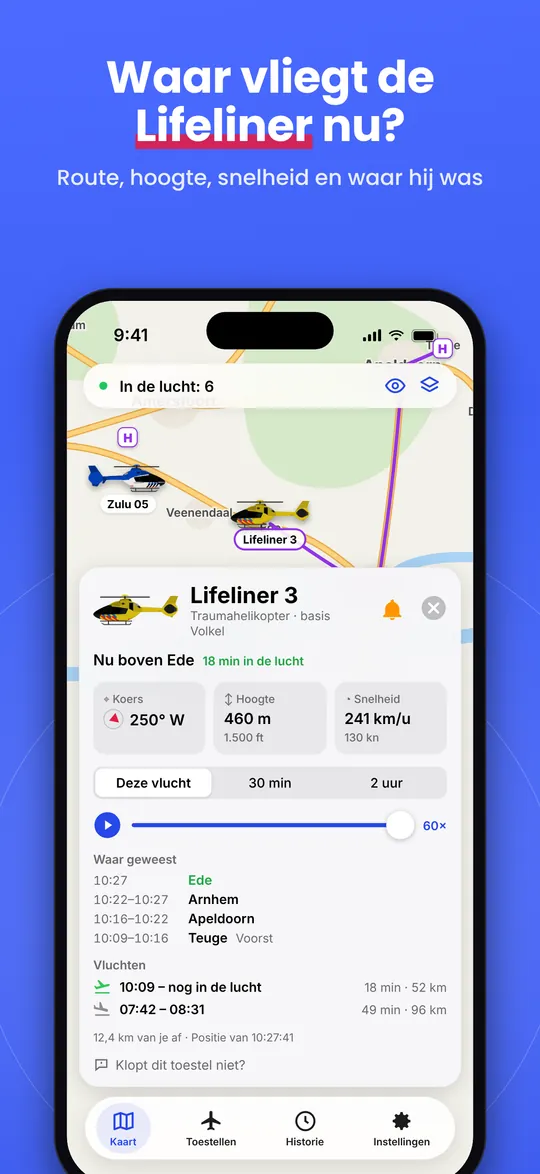 Waar vliegt de
Lifeliner nu?
Route, hoogte, snelheid en waar hij was
9:41
H
In de lucht: 6
H
Zulu 05
Veenendaal
Lifeliner 3
Lifeliner 3
Traumahelikopter · basis
Volkel
Nu boven Ede 18 min in de lucht
Koers
250° W
Hoogte
460 m
1.500 ft
Snelheid
241 km/u
130 kn
Deze vlucht 30 min 2 uur
60×
Waar geweest
10:27 Ede
10:22–10:27 Arnhem
10:16–10:22 Apeldoorn
10:09–10:16 Teuge Voorst
Vluchten
10:09 – nog in de lucht 18 min · 52 km
07:42 – 08:31 49 min · 96 km
12,4 km van je af · Positie van 10:27:41
Klopt dit toestel niet?
Kaart Toestellen Historie Instellingen